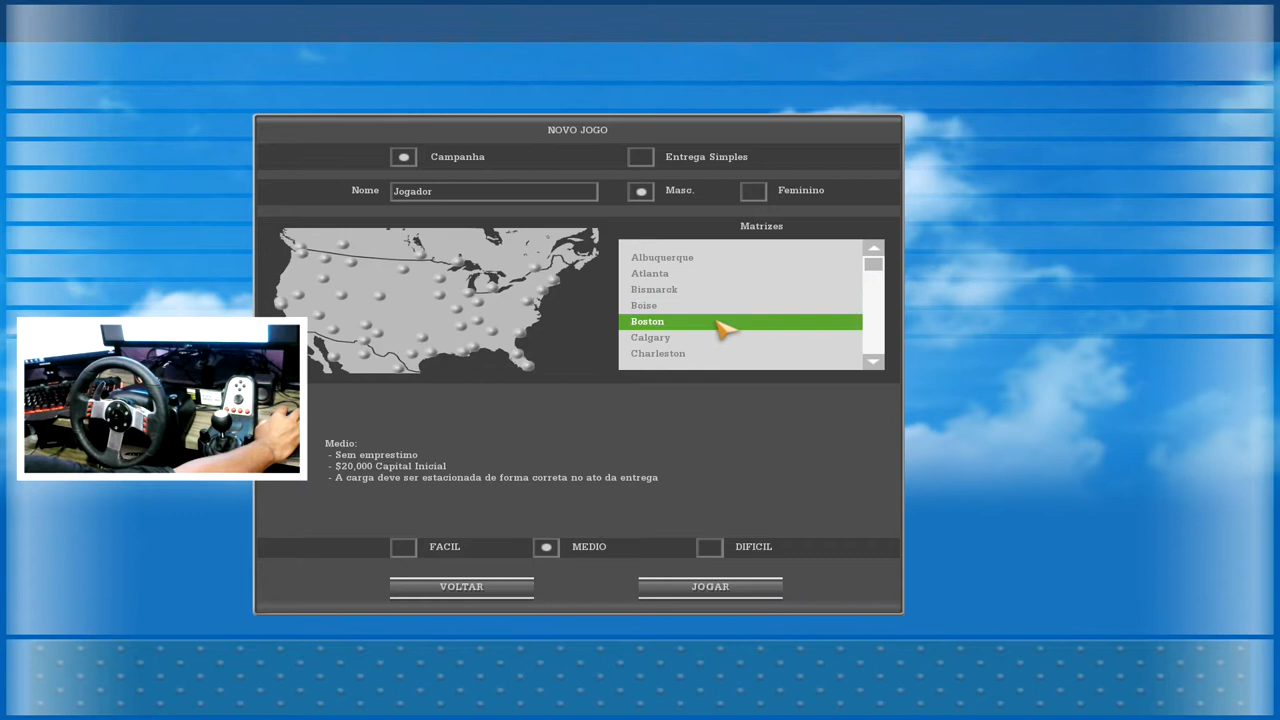 NOVO JOGO
Campanha
Entrega Simples
Nome
Jogador
Masc.
Feminino
Matrizes
Albuquerque
Atlanta
Bismarck
Boise
Boston
Calgary
Charleston
Medio:
- Sem emprestimo
- $20,000 Capital Inicial
- A carga deve ser estacionada de forma correta no ato da entrega
FACIL
MEDIO
DIFICIL
VOLTAR
JOGAR